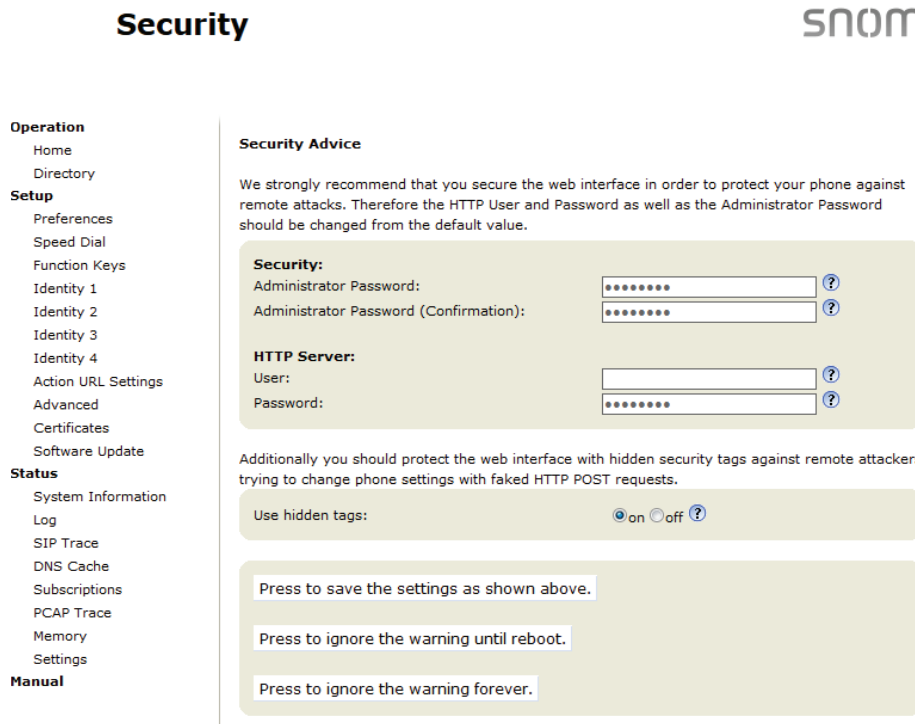 Security
snom
Operation
Home
Directory
Setup
Preferences
Speed Dial
Function Keys
Identity 1
Identity 2
Identity 3
Identity 4
Action URL Settings
Advanced
Certificates
Software Update
Status
System Information
Log
SIP Trace
DNS Cache
Subscriptions
PCAP Trace
Memory
Settings
Manual
Security Advice
We strongly recommend that you secure the web interface in order to protect your phone against
remote attacks. Therefore the HTTP User and Password as well as the Administrator Password
should be changed from the default value.
Security:
Administrator Password: •••••••• ?
Administrator Password (Confirmation): •••••••• ?
HTTP Server:
User: ?
Password: •••••••• ?
Additionally you should protect the web interface with hidden security tags against remote attacker
trying to change phone settings with faked HTTP POST requests.
Use hidden tags: on off ?
Press to save the settings as shown above.
Press to ignore the warning until reboot.
Press to ignore the warning forever.